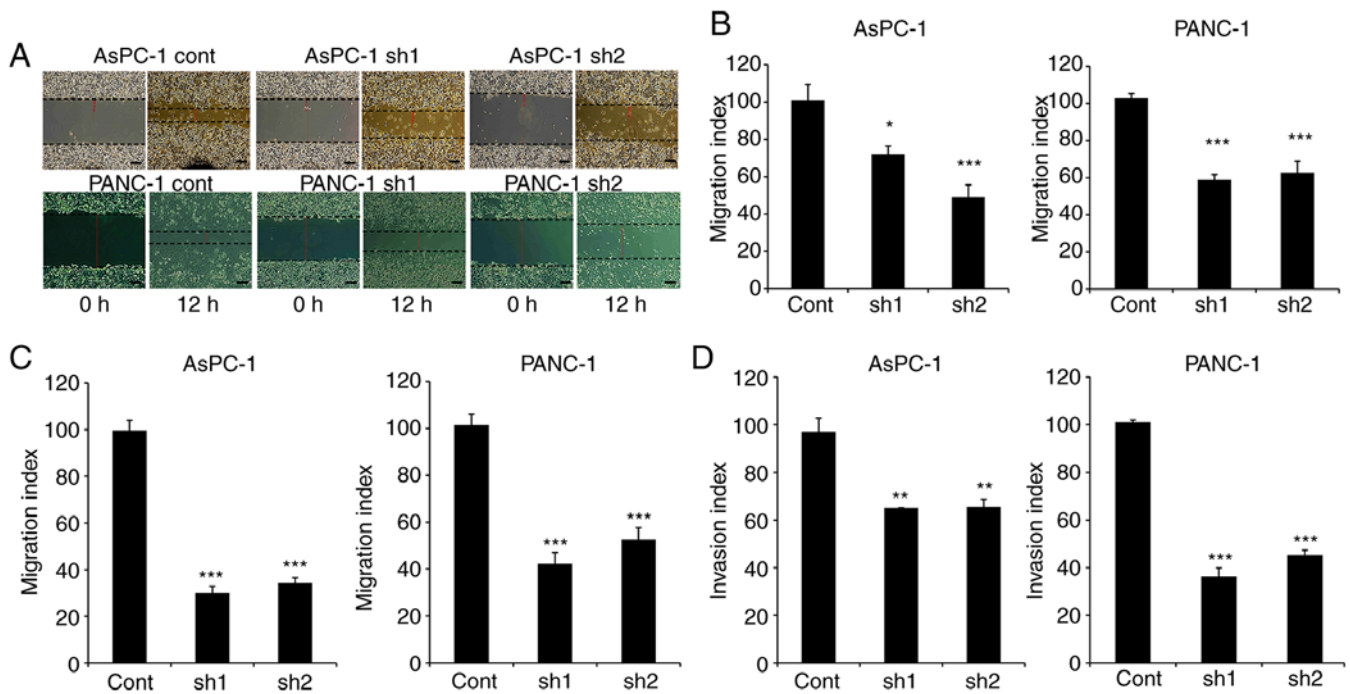 A
AsPC-1 cont AsPC-1 sh1 AsPC-1 sh2
PANC-1 cont PANC-1 sh1 PANC-1 sh2
0 h 12 h 0 h 12 h 0 h 12 h
B
AsPC-1
Migration index
120
100
80
60
40
20
0
*
***
Cont sh1 sh2
PANC-1
Migration index
120
100
80
60
40
20
0
*** ***
Cont sh1 sh2
C
AsPC-1
Migration index
120
100
80
60
40
20
0
*** ***
Cont sh1 sh2
PANC-1
Migration index
120
100
80
60
40
20
0
***
***
Cont sh1 sh2
D
AsPC-1
Invasion index
120
100
80
60
40
20
0
** **
Cont sh1 sh2
PANC-1
Invasion index
120
100
80
60
40
20
0
***
***
Cont sh1 sh2